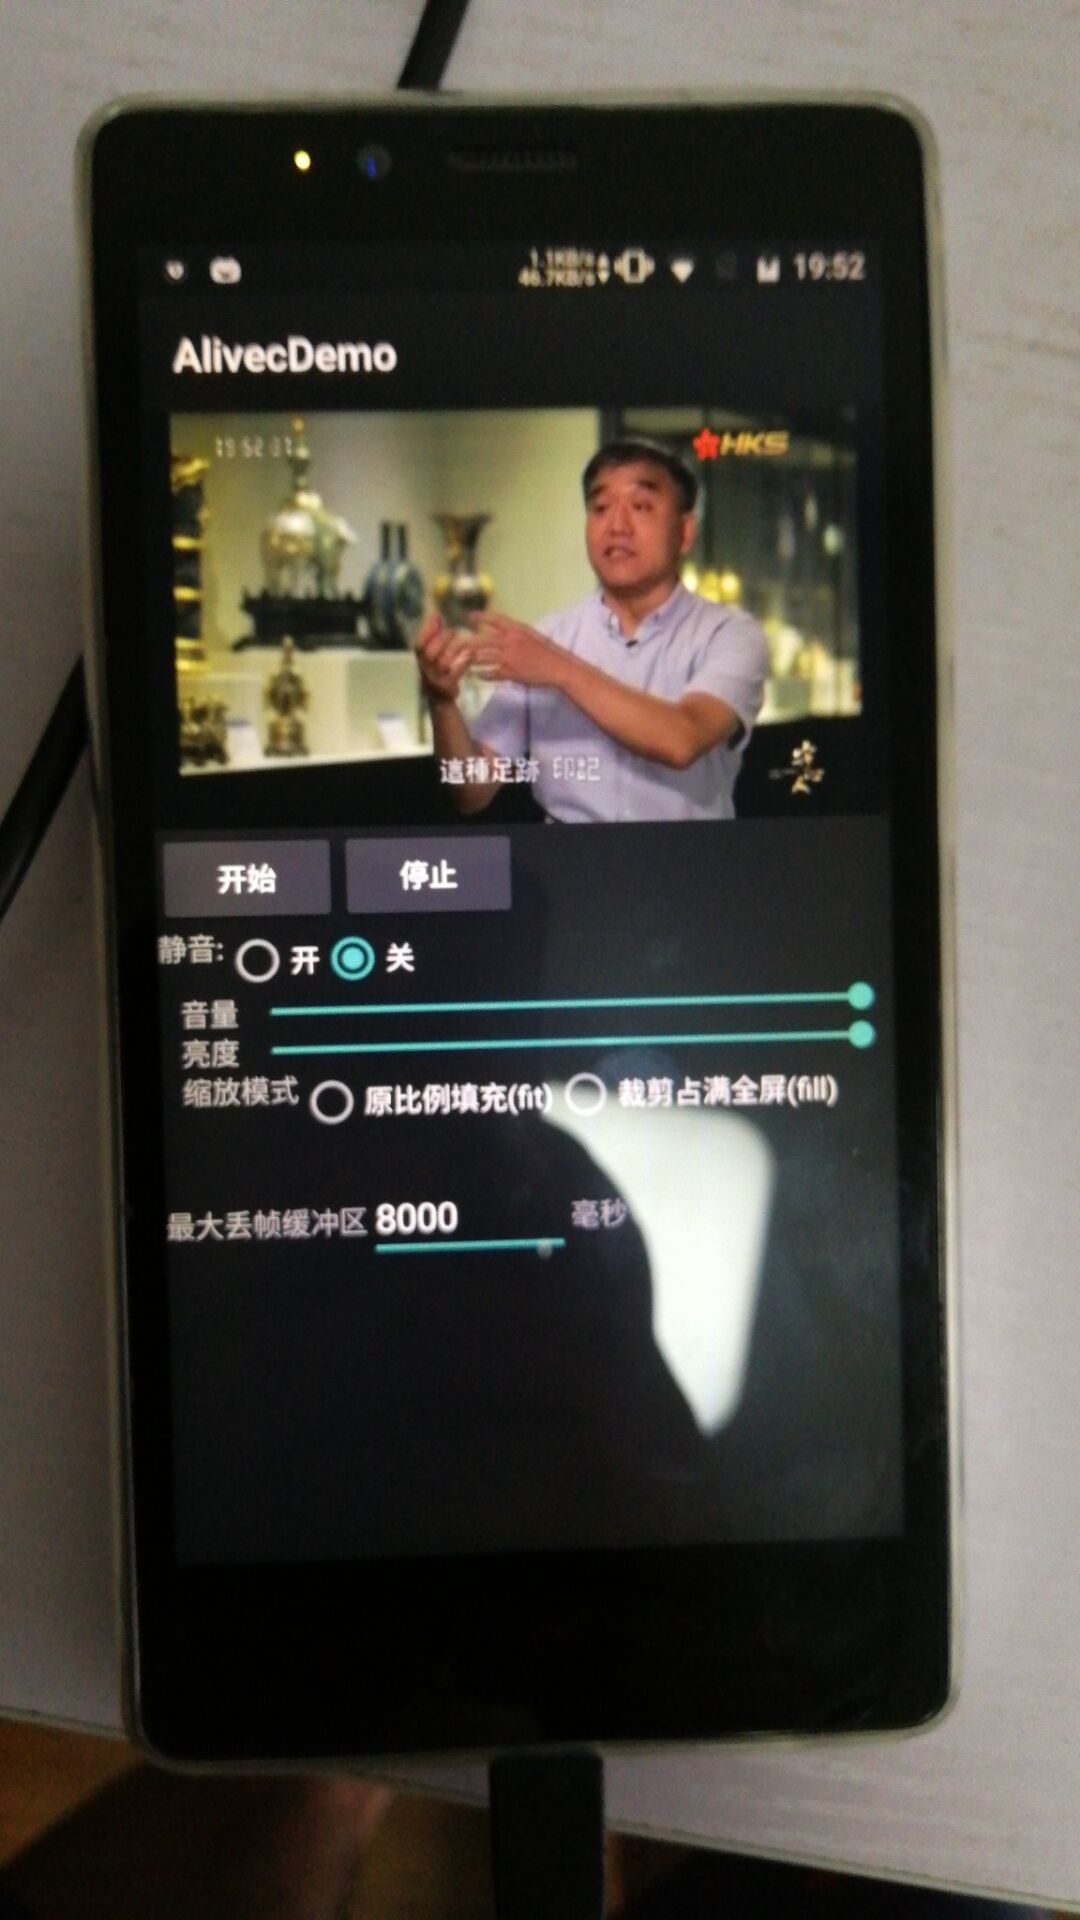 1.1KB/s
46.7KB/s
19:52
AlivecDemo
HKS
這種足跡 印記
开始
停止
静音: 开 关
音量
亮度
缩放模式 原比例填充(fit) 裁剪占满全屏(fill)
最大丢帧缓冲区 8000 毫秒